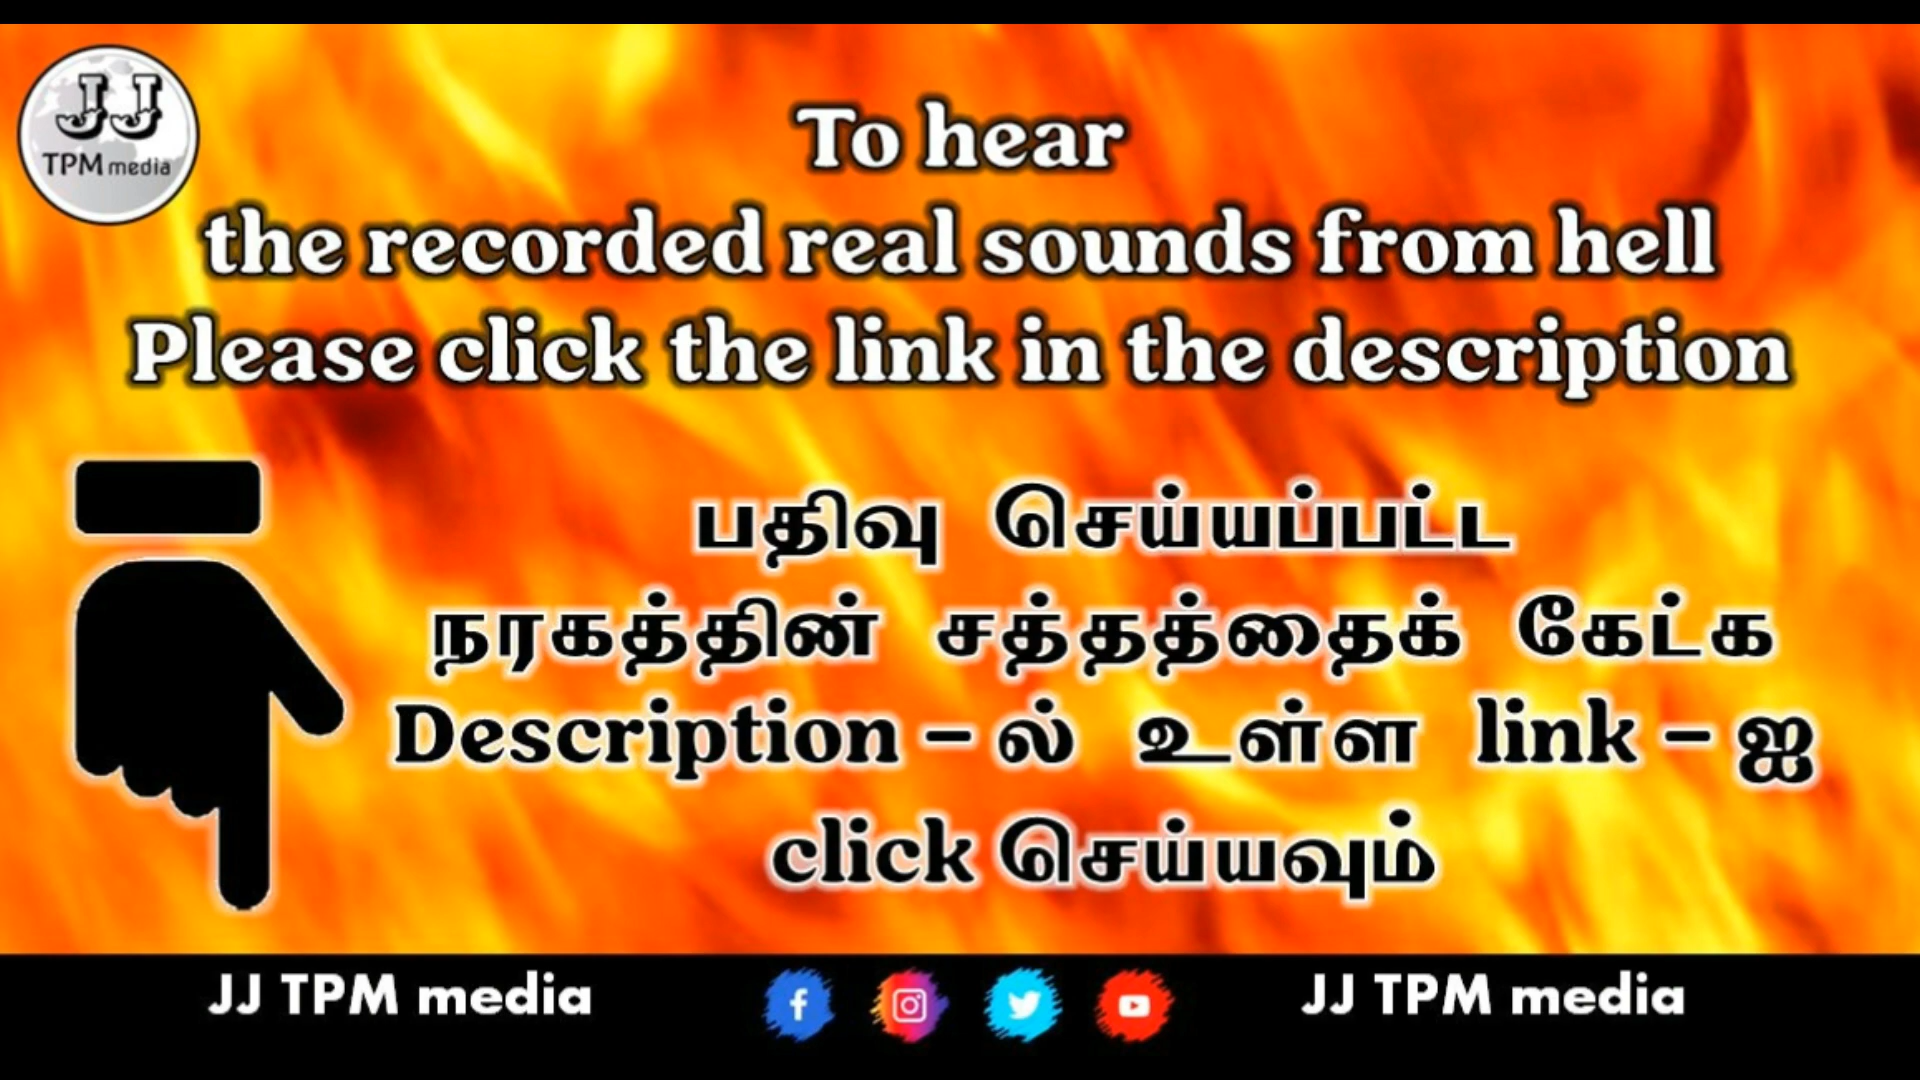 JJ
TPM media
To hear
the recorded real sounds from hell
Please click the link in the description
பதிவு செய்யப்பட்ட
நரகத்தின் சத்தத்தைக் கேட்க
Description – ல் உள்ள link – ஐ
click செய்யவும்
JJ TPM media
JJ TPM media